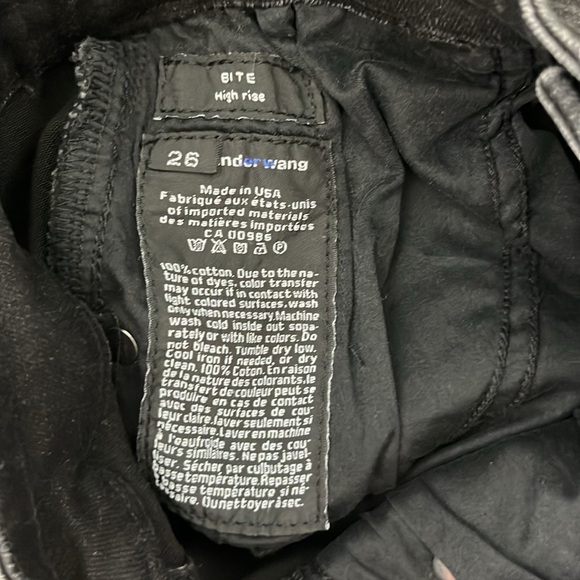 BITE
High rise
26
nderwang
Made in USA
Fabriqué aux états-unis
of imported materials
des matières importées
CA 00986
100% cotton. Due to the na-
ture of dyes, color transfer
may occur if in contact with
light colored surfaces. wash
Only when necessary. Machine
wash cold inside out sepa-
rately or with like colors. Do
not bleach. Tumble dry low.
Cool iron if needed, or dry
clean. 100% Coton. En raison
de la nature des colorants, le
transfert de couleur peut se
produire en cas de contact
avec des surfaces de cou-
leur claire. laver seulement si
nécessaire. Laver en machine
à l'eau froide avec des cou-
leurs similaires. Ne pas javel-
liser. Sécher par culbutage à
basse température. Repasser
à basse température si né-
ssaire. Ou nettoyer à sec.